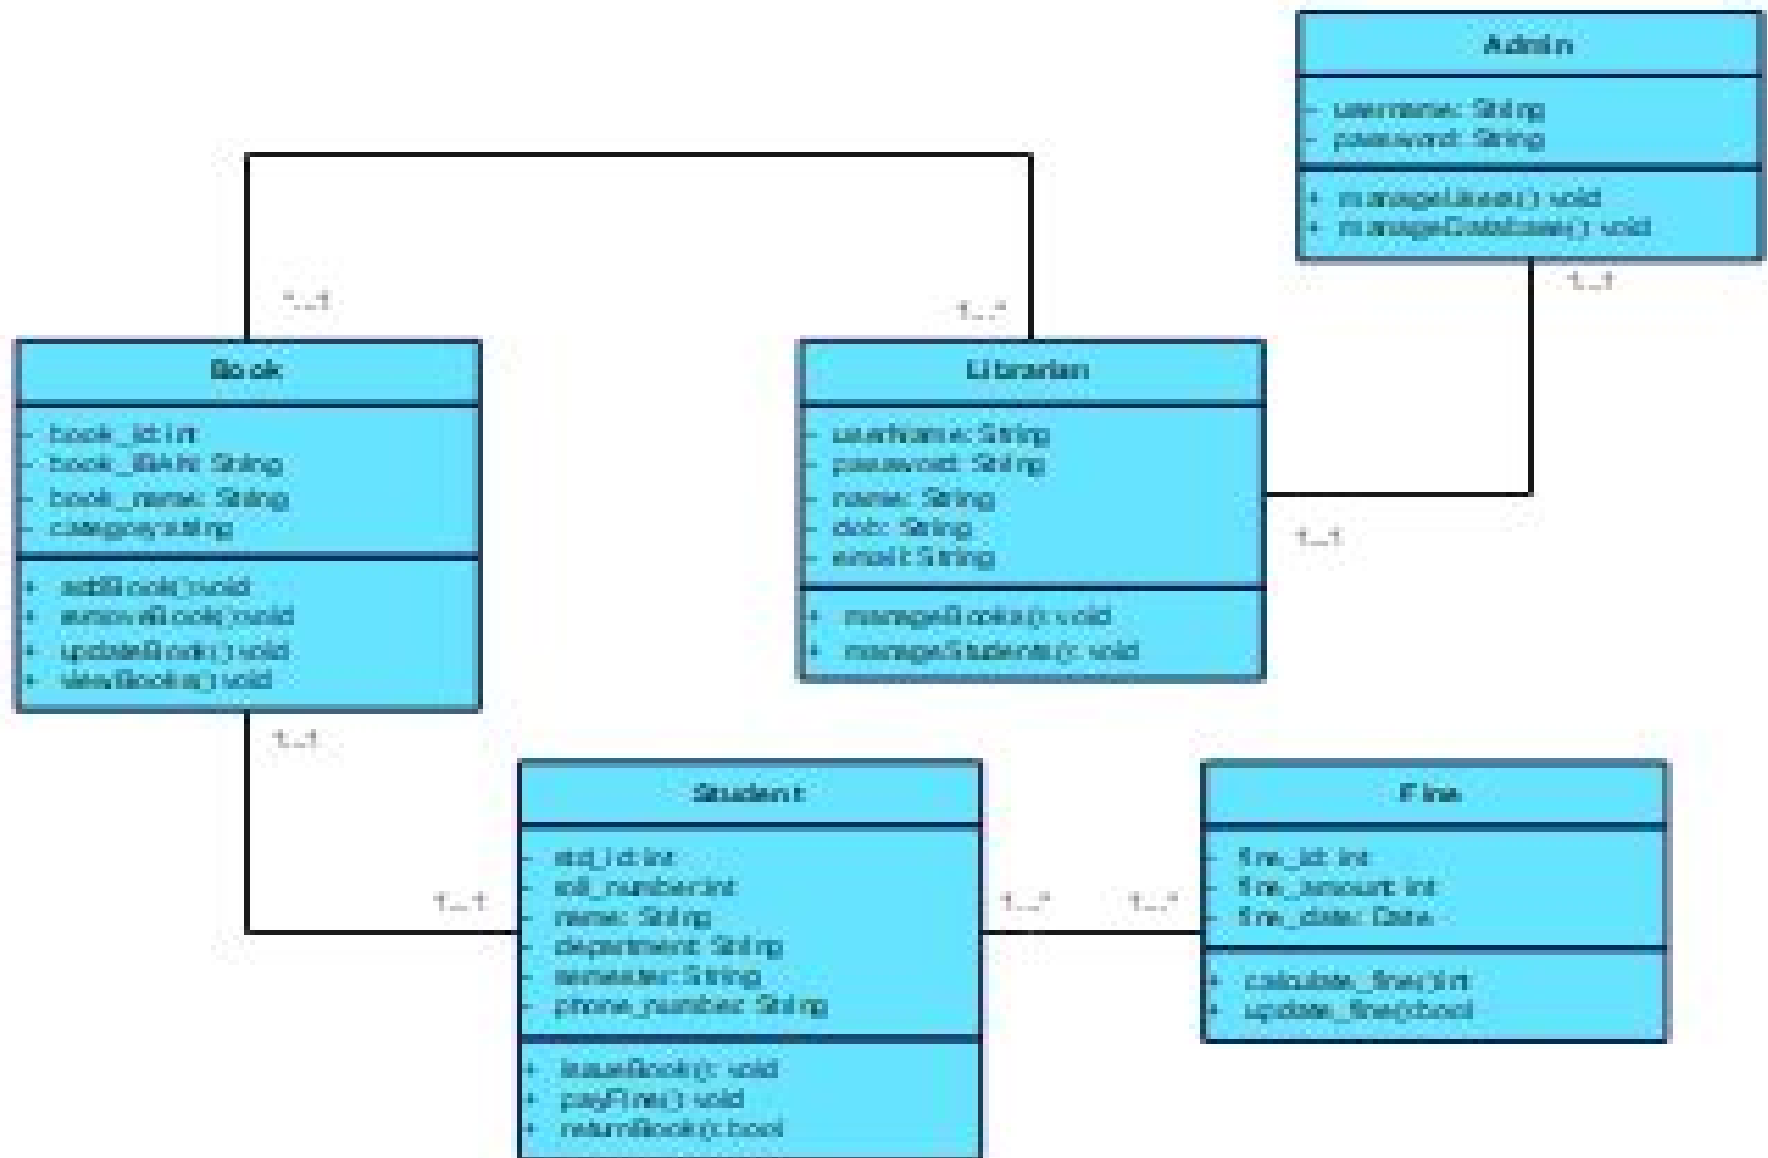 Admin
- username: String
- password: String
+ manageUser() void
+ manageDatabase() void
*...1
1...*
1...1
Book
- book_id: int
- String
- book_name: String
- category:string
+ addBook():void
+ removeBook():void
+ updateBook() void
+ viewBooks() void
Librarian
- userName: String
- password: String
- name: String
- dob: String
- email: String
+ manageBooks(): void
+ manageStudents(): void
1...1
1...1
1...1
Student
- std_id: int
- roll_number:int
- name: String
- department: String
- semester: String
- phone_number: String
+ issueBook(): void
+ payFine() void
+ returnBook(): bool
1...*
1...*
Fine
- fine_id: int
- fine_amount: int
- fine_date: Date
+ calculate_fine():int
+ update_fine():bool